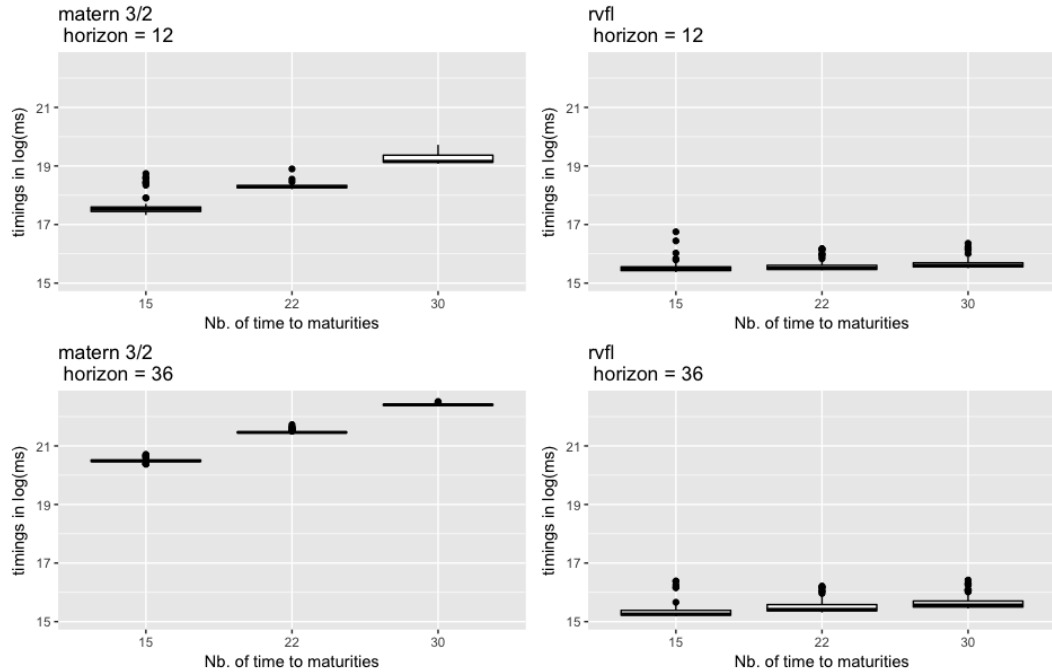 matern 3/2
horizon = 12
timings in log(ms)
21
19
17
15
15
22
30
Nb. of time to maturities
rvfl
horizon = 12
timings in log(ms)
21
19
17
15
15
22
30
Nb. of time to maturities
matern 3/2
horizon = 36
timings in log(ms)
21
19
17
15
15
22
30
Nb. of time to maturities
rvfl
horizon = 36
timings in log(ms)
21
19
17
15
15
22
30
Nb. of time to maturities